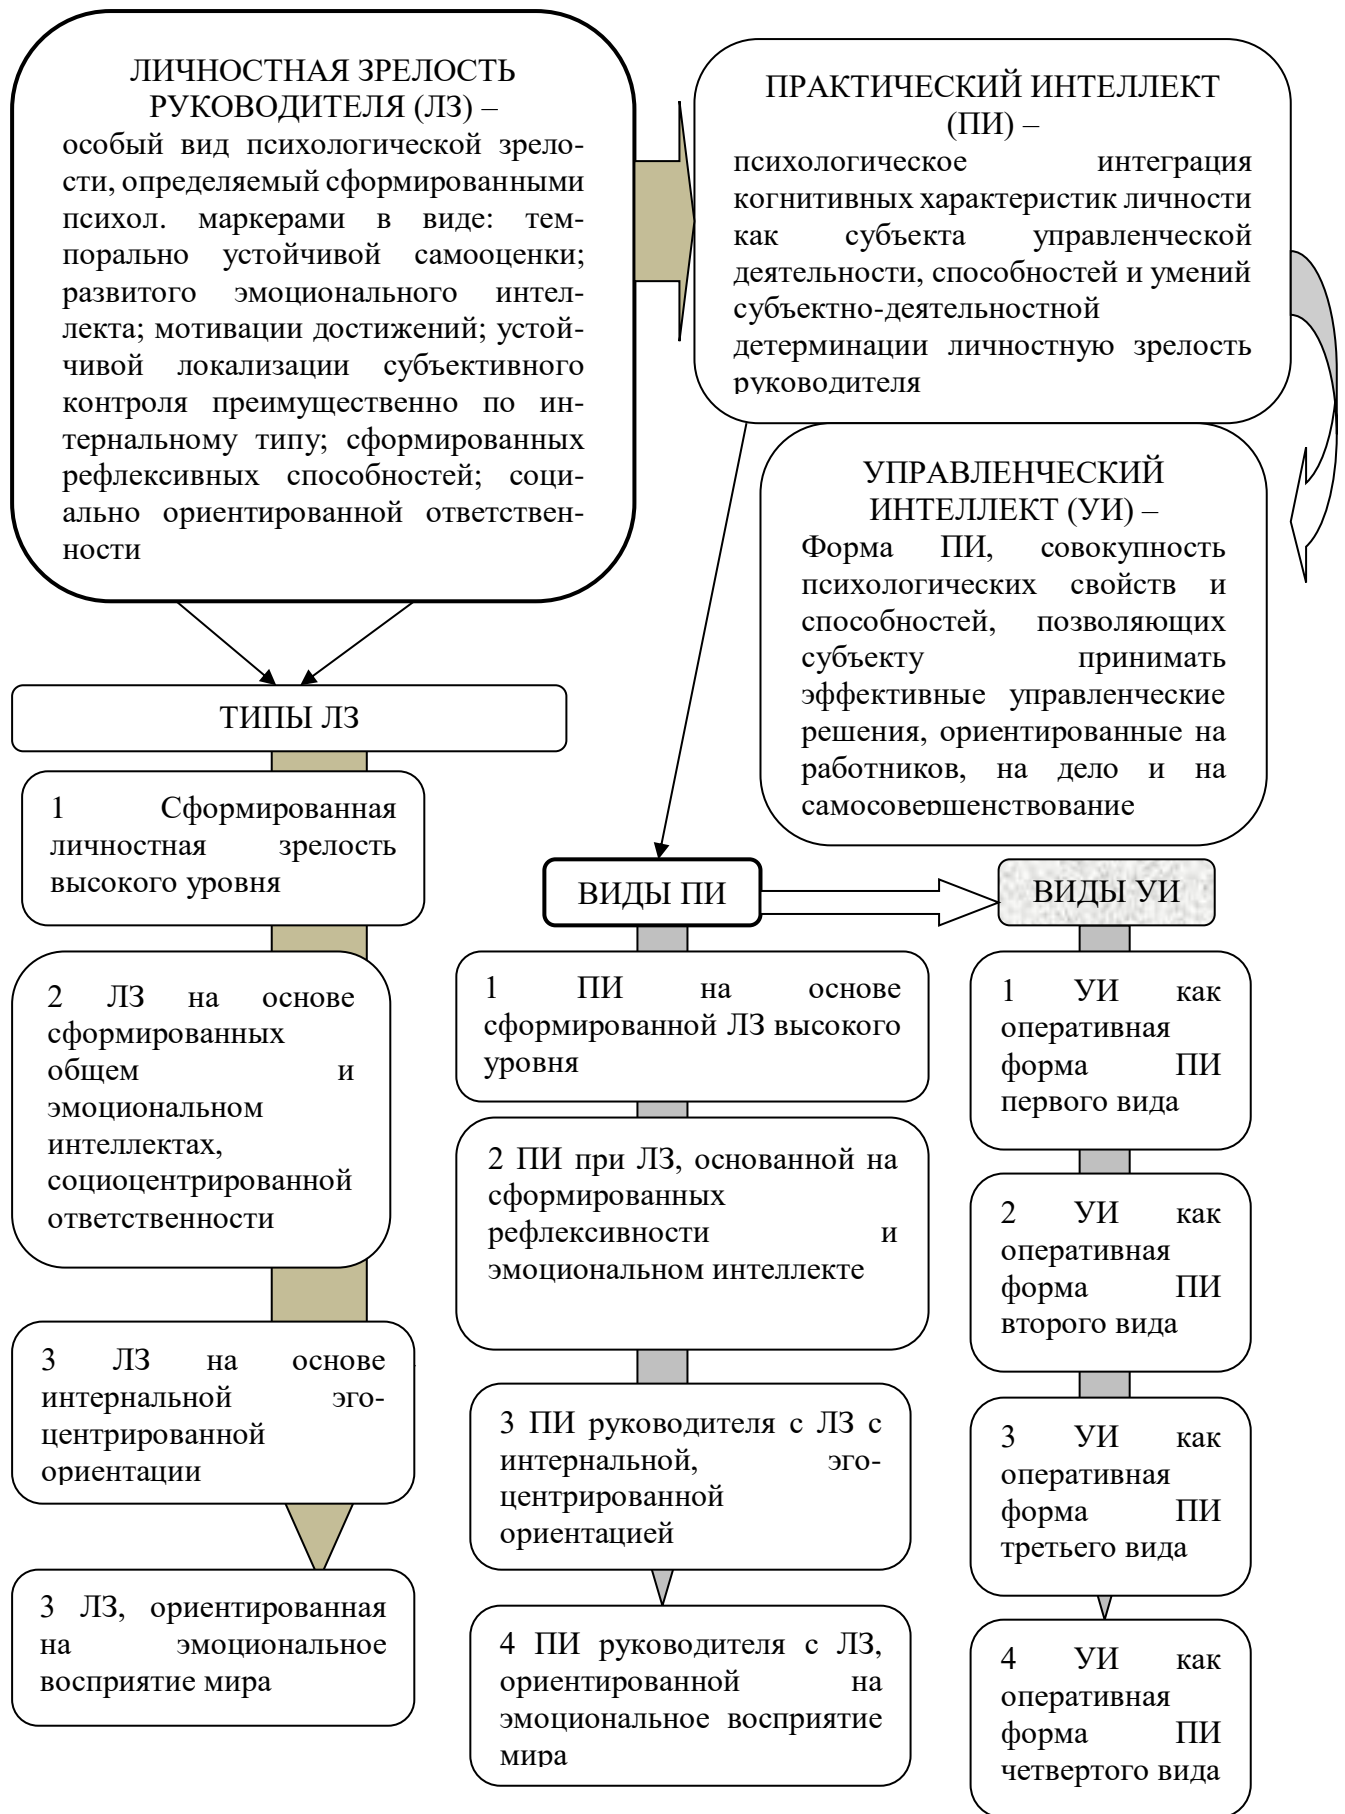 ЛИЧНОСТНАЯ ЗРЕЛОСТЬ
РУКОВОДИТЕЛЯ (ЛЗ) –
особый вид психологической зрело-
сти, определяемый сформированными
психол. маркерами в виде: тем-
порально устойчивой самооценки;
развитого эмоционального интел-
лекта; мотивации достижений; устой-
чивой локализации субъективного
контроля преимущественно по ин-
тернальному типу; сформированных
рефлексивных способностей; соци-
ально ориентированной ответствен-
ности
ПРАКТИЧЕСКИЙ ИНТЕЛЛЕКТ
(ПИ) –
психологическое интеграция
когнитивных характеристик личности
как субъекта управленческой
деятельности, способностей и умений
субъектно-деятельностной
детерминации личностную зрелость
руководителя
УПРАВЛЕНЧЕСКИЙ
ИНТЕЛЛЕКТ (УИ) –
Форма ПИ, совокупность
психологических свойств и
способностей, позволяющих
субъекту принимать
эффективные управленческие
решения, ориентированные на
работников, на дело и на
самосовершенствование
ТИПЫ ЛЗ
1 Сформированная
личностная зрелость
высокого уровня
2 ЛЗ на основе
сформированных
общем и
эмоциональном
интеллектах,
социоцентрированной
ответственности
3 ЛЗ на основе
интернальной эго-
центрированной
ориентации
3 ЛЗ, ориентированная
на эмоциональное
восприятие мира
ВИДЫ ПИ
1 ПИ на основе
сформированной ЛЗ высокого
уровня
2 ПИ при ЛЗ, основанной на
сформированных
рефлексивности и
эмоциональном интеллекте
3 ПИ руководителя с ЛЗ с
интернальной, эго-
центрированной
ориентацией
4 ПИ руководителя с ЛЗ,
ориентированной на
эмоциональное восприятие
мира
ВИДЫ УИ
1 УИ как
оперативная
форма ПИ
первого вида
2 УИ как
оперативная
форма ПИ
второго вида
3 УИ как
оперативная
форма ПИ
третьего вида
4 УИ как
оперативная
форма ПИ
четвертого вида